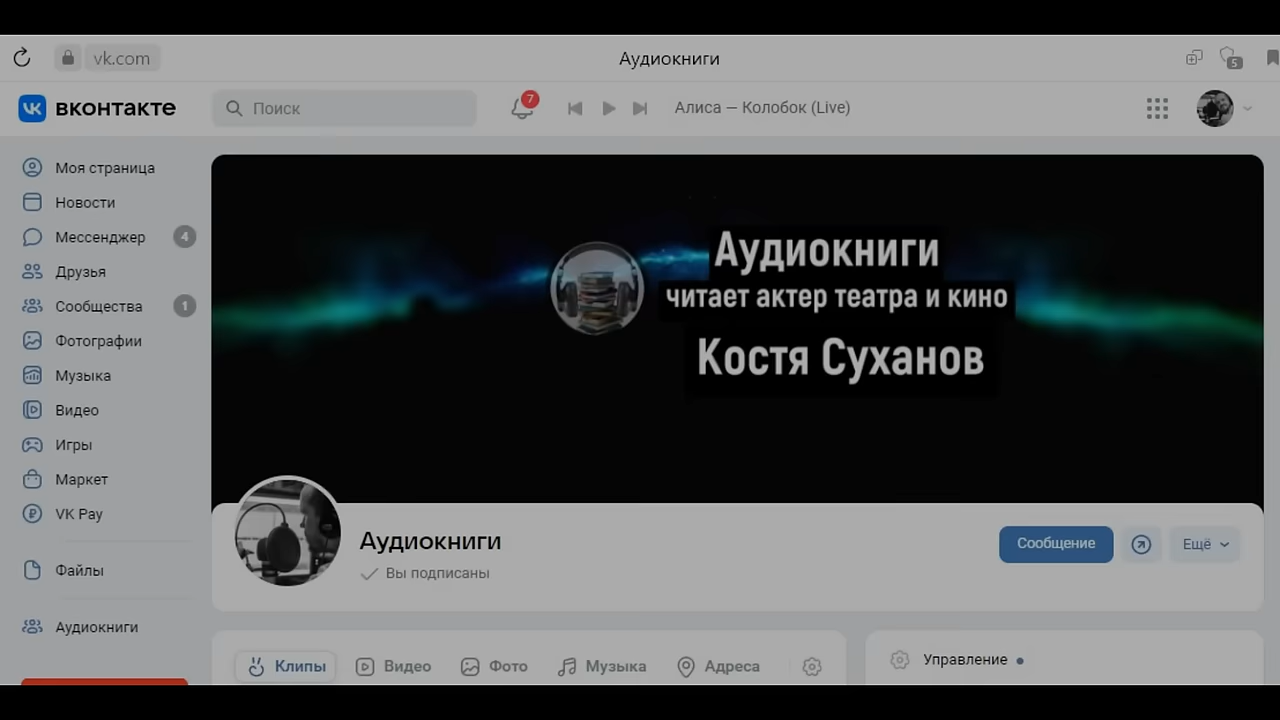 vk.com
Аудиокниги
5
вконтакте
Поиск
7
Алиса — Колобок (Live)
Моя страница
Новости
Мессенджер 4
Друзья
Сообщества 1
Фотографии
Музыка
Видео
Игры
Маркет
VK Pay
Файлы
Аудиокниги
Аудиокниги
читает актер театра и кино
Костя Суханов
Аудиокниги
Вы подписаны
Сообщение
Ещё
Клипы Видео Фото Музыка Адреса
Управление